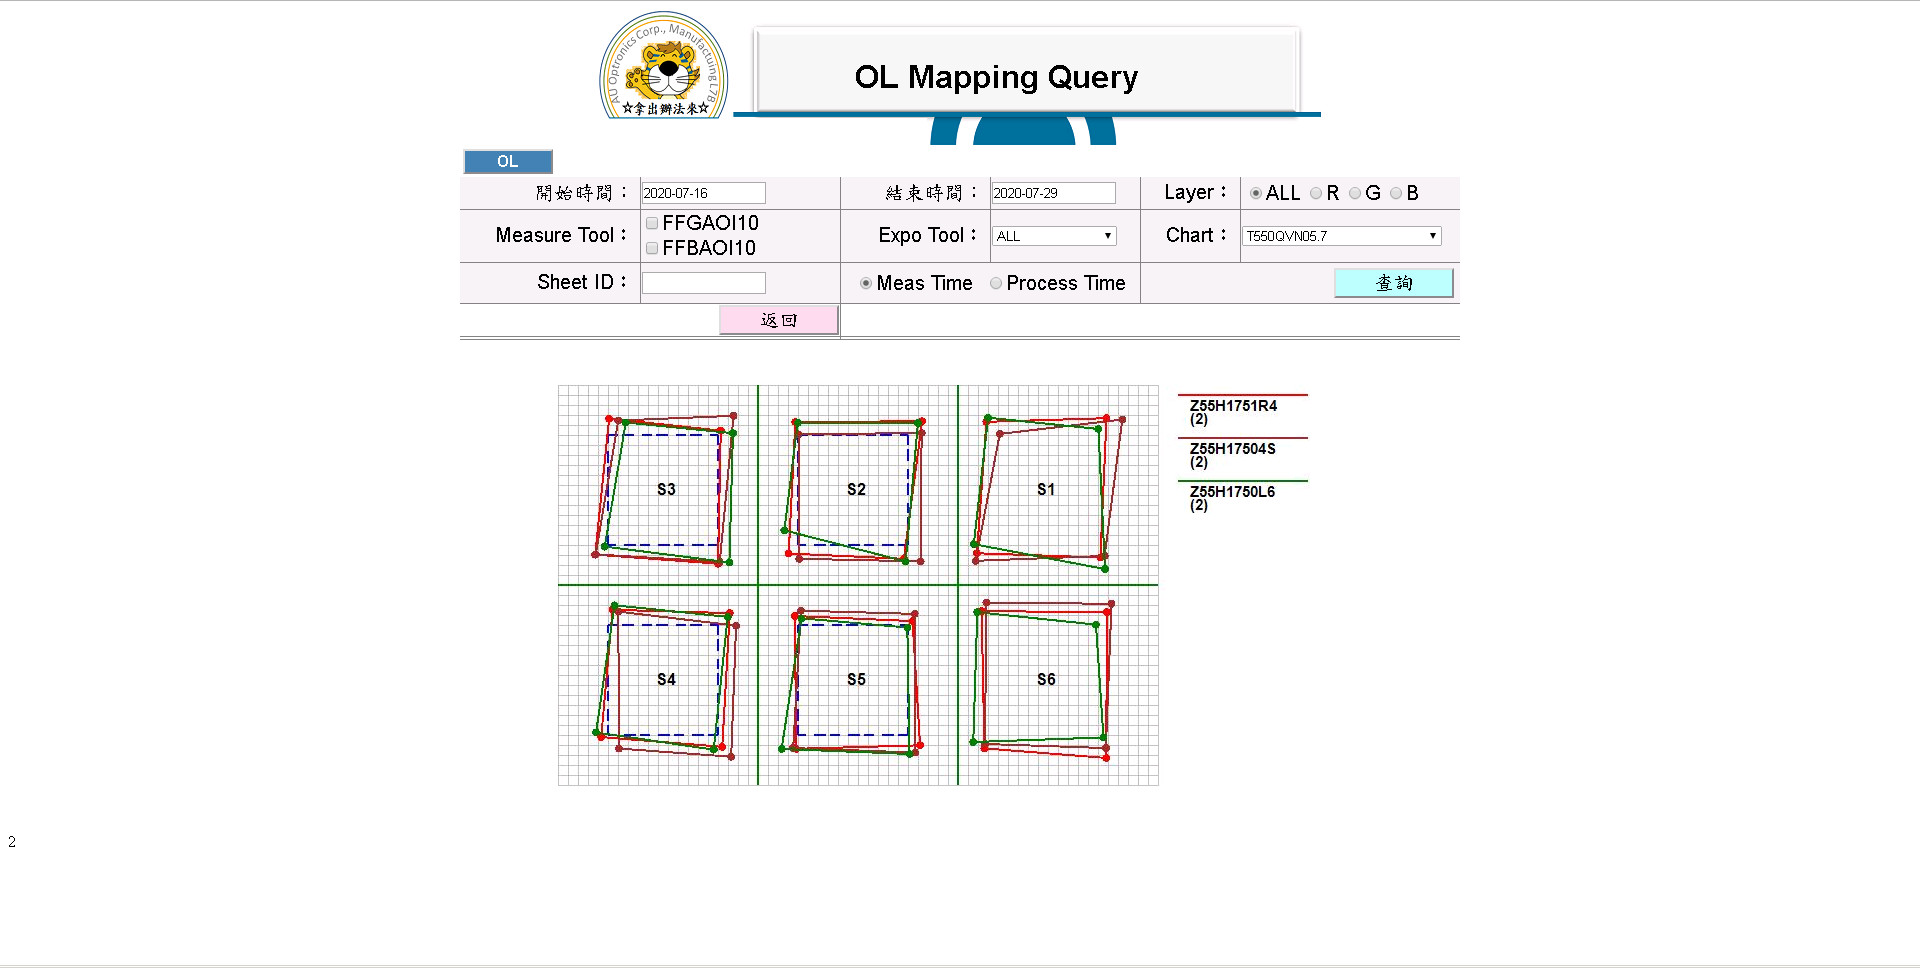 AU Optronics Corp., Manufactuing L7B
☆拿出辦法來☆
OL Mapping Query
OL
開始時間： 2020-07-16 結束時間： 2020-07-29 Layer： ALL R G B
Measure Tool： FFGAOI10 Expo Tool： ALL Chart： T550QVN05.7
FFBAOI10
Sheet ID： Meas Time Process Time 查詢
返回
Z55H1751R4
(2)
Z55H17504S
(2)
Z55H1750L6
(2)
S3 S2 S1
S4 S5 S6
2